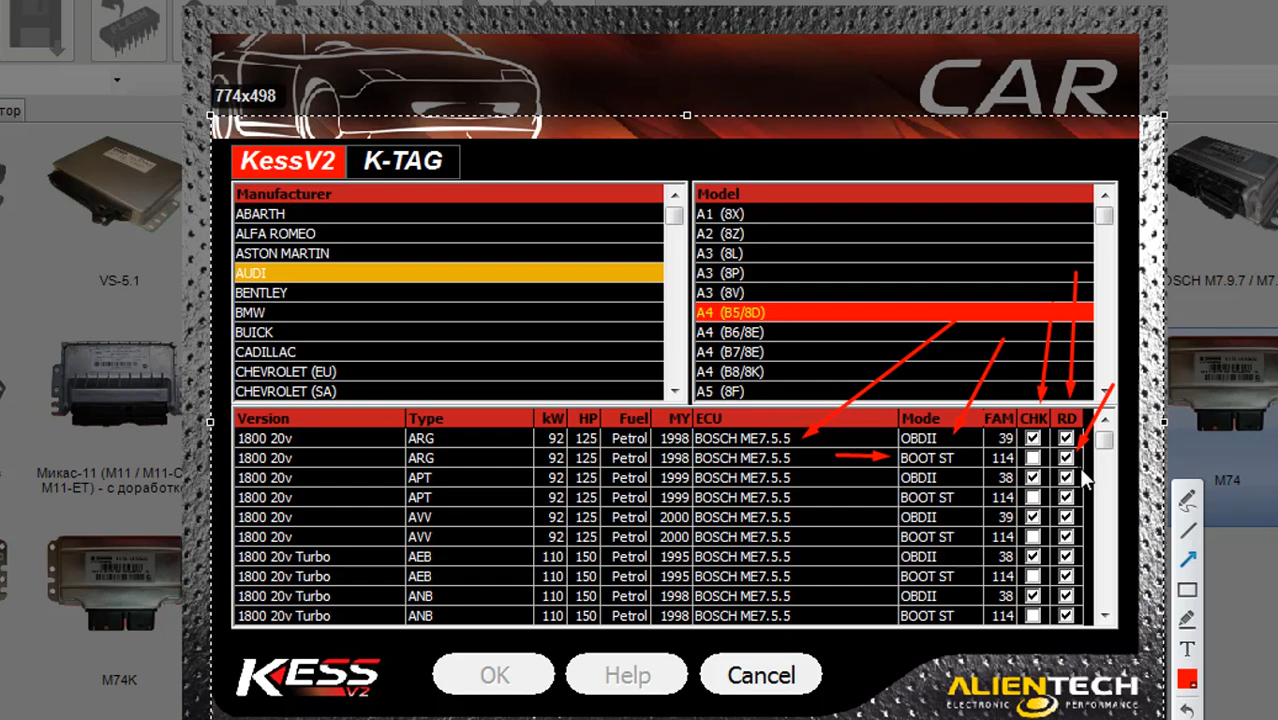 FLASH
CAR
774x498
тор
KessV2 K-TAG
Manufacturer
ABARTH
ALFA ROMEO
ASTON MARTIN
AUDI
BENTLEY
BMW
BUICK
CADILLAC
CHEVROLET (EU)
CHEVROLET (SA)
Model
A1 (8X)
A2 (8Z)
A3 (8L)
A3 (8P)
A3 (8V)
A4 (B5/8D)
A4 (B6/8E)
A4 (B7/8E)
A4 (B8/8K)
A5 (8F)
VS-5.1
OSCH M7.9.7 / M7.
Микас-11 (M11 / M11-C
M11-ET) - с доработко
M74
M74K
Version Type kW HP Fuel MY ECU Mode FAM CHK RD
1800 20v ARG 92 125 Petrol 1998 BOSCH ME7.5.5 OBDII 39
1800 20v ARG 92 125 Petrol 1998 BOSCH ME7.5.5 BOOT ST 114
1800 20v APT 92 125 Petrol 1999 BOSCH ME7.5.5 OBDII 38
1800 20v APT 92 125 Petrol 1999 BOSCH ME7.5.5 BOOT ST 114
1800 20v AVV 92 125 Petrol 2000 BOSCH ME7.5.5 OBDII 39
1800 20v AVV 92 125 Petrol 2000 BOSCH ME7.5.5 BOOT ST 114
1800 20v Turbo AEB 110 150 Petrol 1995 BOSCH ME7.5.5 OBDII 38
1800 20v Turbo AEB 110 150 Petrol 1995 BOSCH ME7.5.5 BOOT ST 114
1800 20v Turbo ANB 110 150 Petrol 1998 BOSCH ME7.5.5 OBDII 38
1800 20v Turbo ANB 110 150 Petrol 1998 BOSCH ME7.5.5 BOOT ST 114
KESS V2
OK Help Cancel
ALIENTECH
ELECTRONIC PERFORMANCE
T